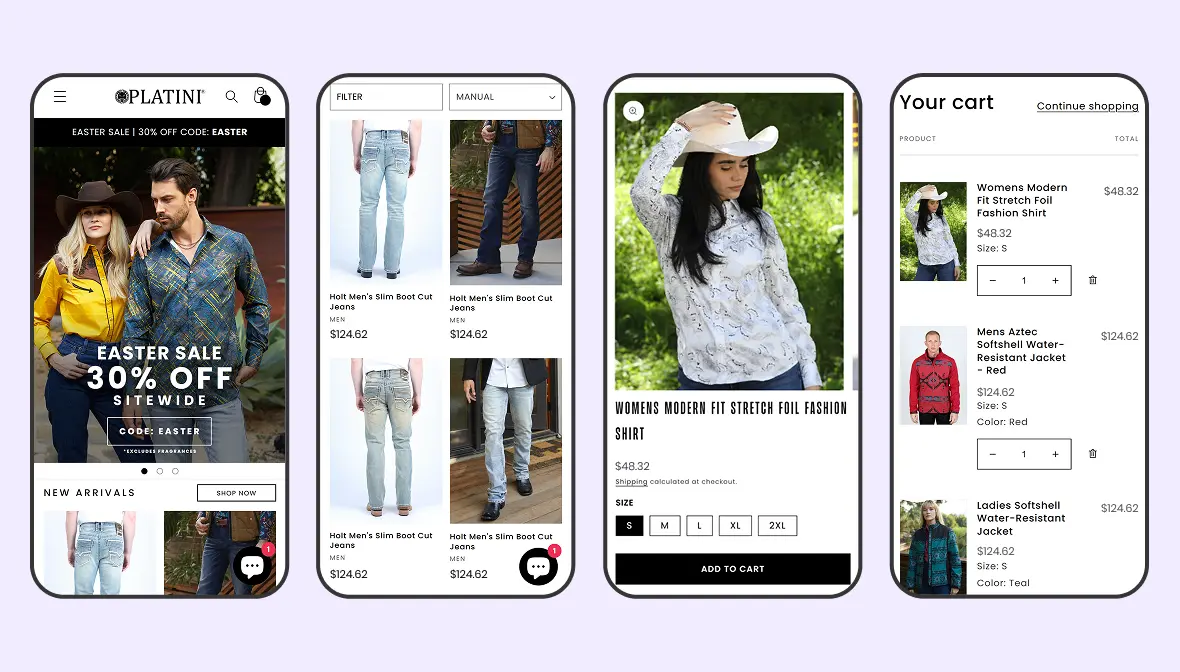 PLATINI®
EASTER SALE | 30% OFF CODE: EASTER
EASTER SALE
30% OFF
SITEWIDE
CODE: EASTER
*EXCLUDES FRAGRANCES
NEW ARRIVALS
SHOP NOW
1
FILTER
MANUAL
Holt Men's Slim Boot Cut
Jeans
MEN
$124.62
Holt Men's Slim Boot Cut
Jeans
MEN
$124.62
Holt Men's Slim Boot Cut
Jeans
MEN
$124.62
Holt Men's Slim Boot Cut
Jeans
MEN
$124.62
1
WOMENS MODERN FIT STRETCH FOIL FASHION
SHIRT
$48.32
Shipping calculated at checkout.
SIZE
S M L XL 2XL
ADD TO CART
Your cart
Continue shopping
PRODUCT
TOTAL
Womens Modern
Fit Stretch Foil
Fashion Shirt
$48.32
$48.32
Size: S
− 1 +
Mens Aztec
Softshell Water-
Resistant Jacket
- Red
$124.62
$124.62
Size: S
Color: Red
− 1 +
Ladies Softshell
Water-Resistant
Jacket
$124.62
$124.62
Size: S
Color: Teal